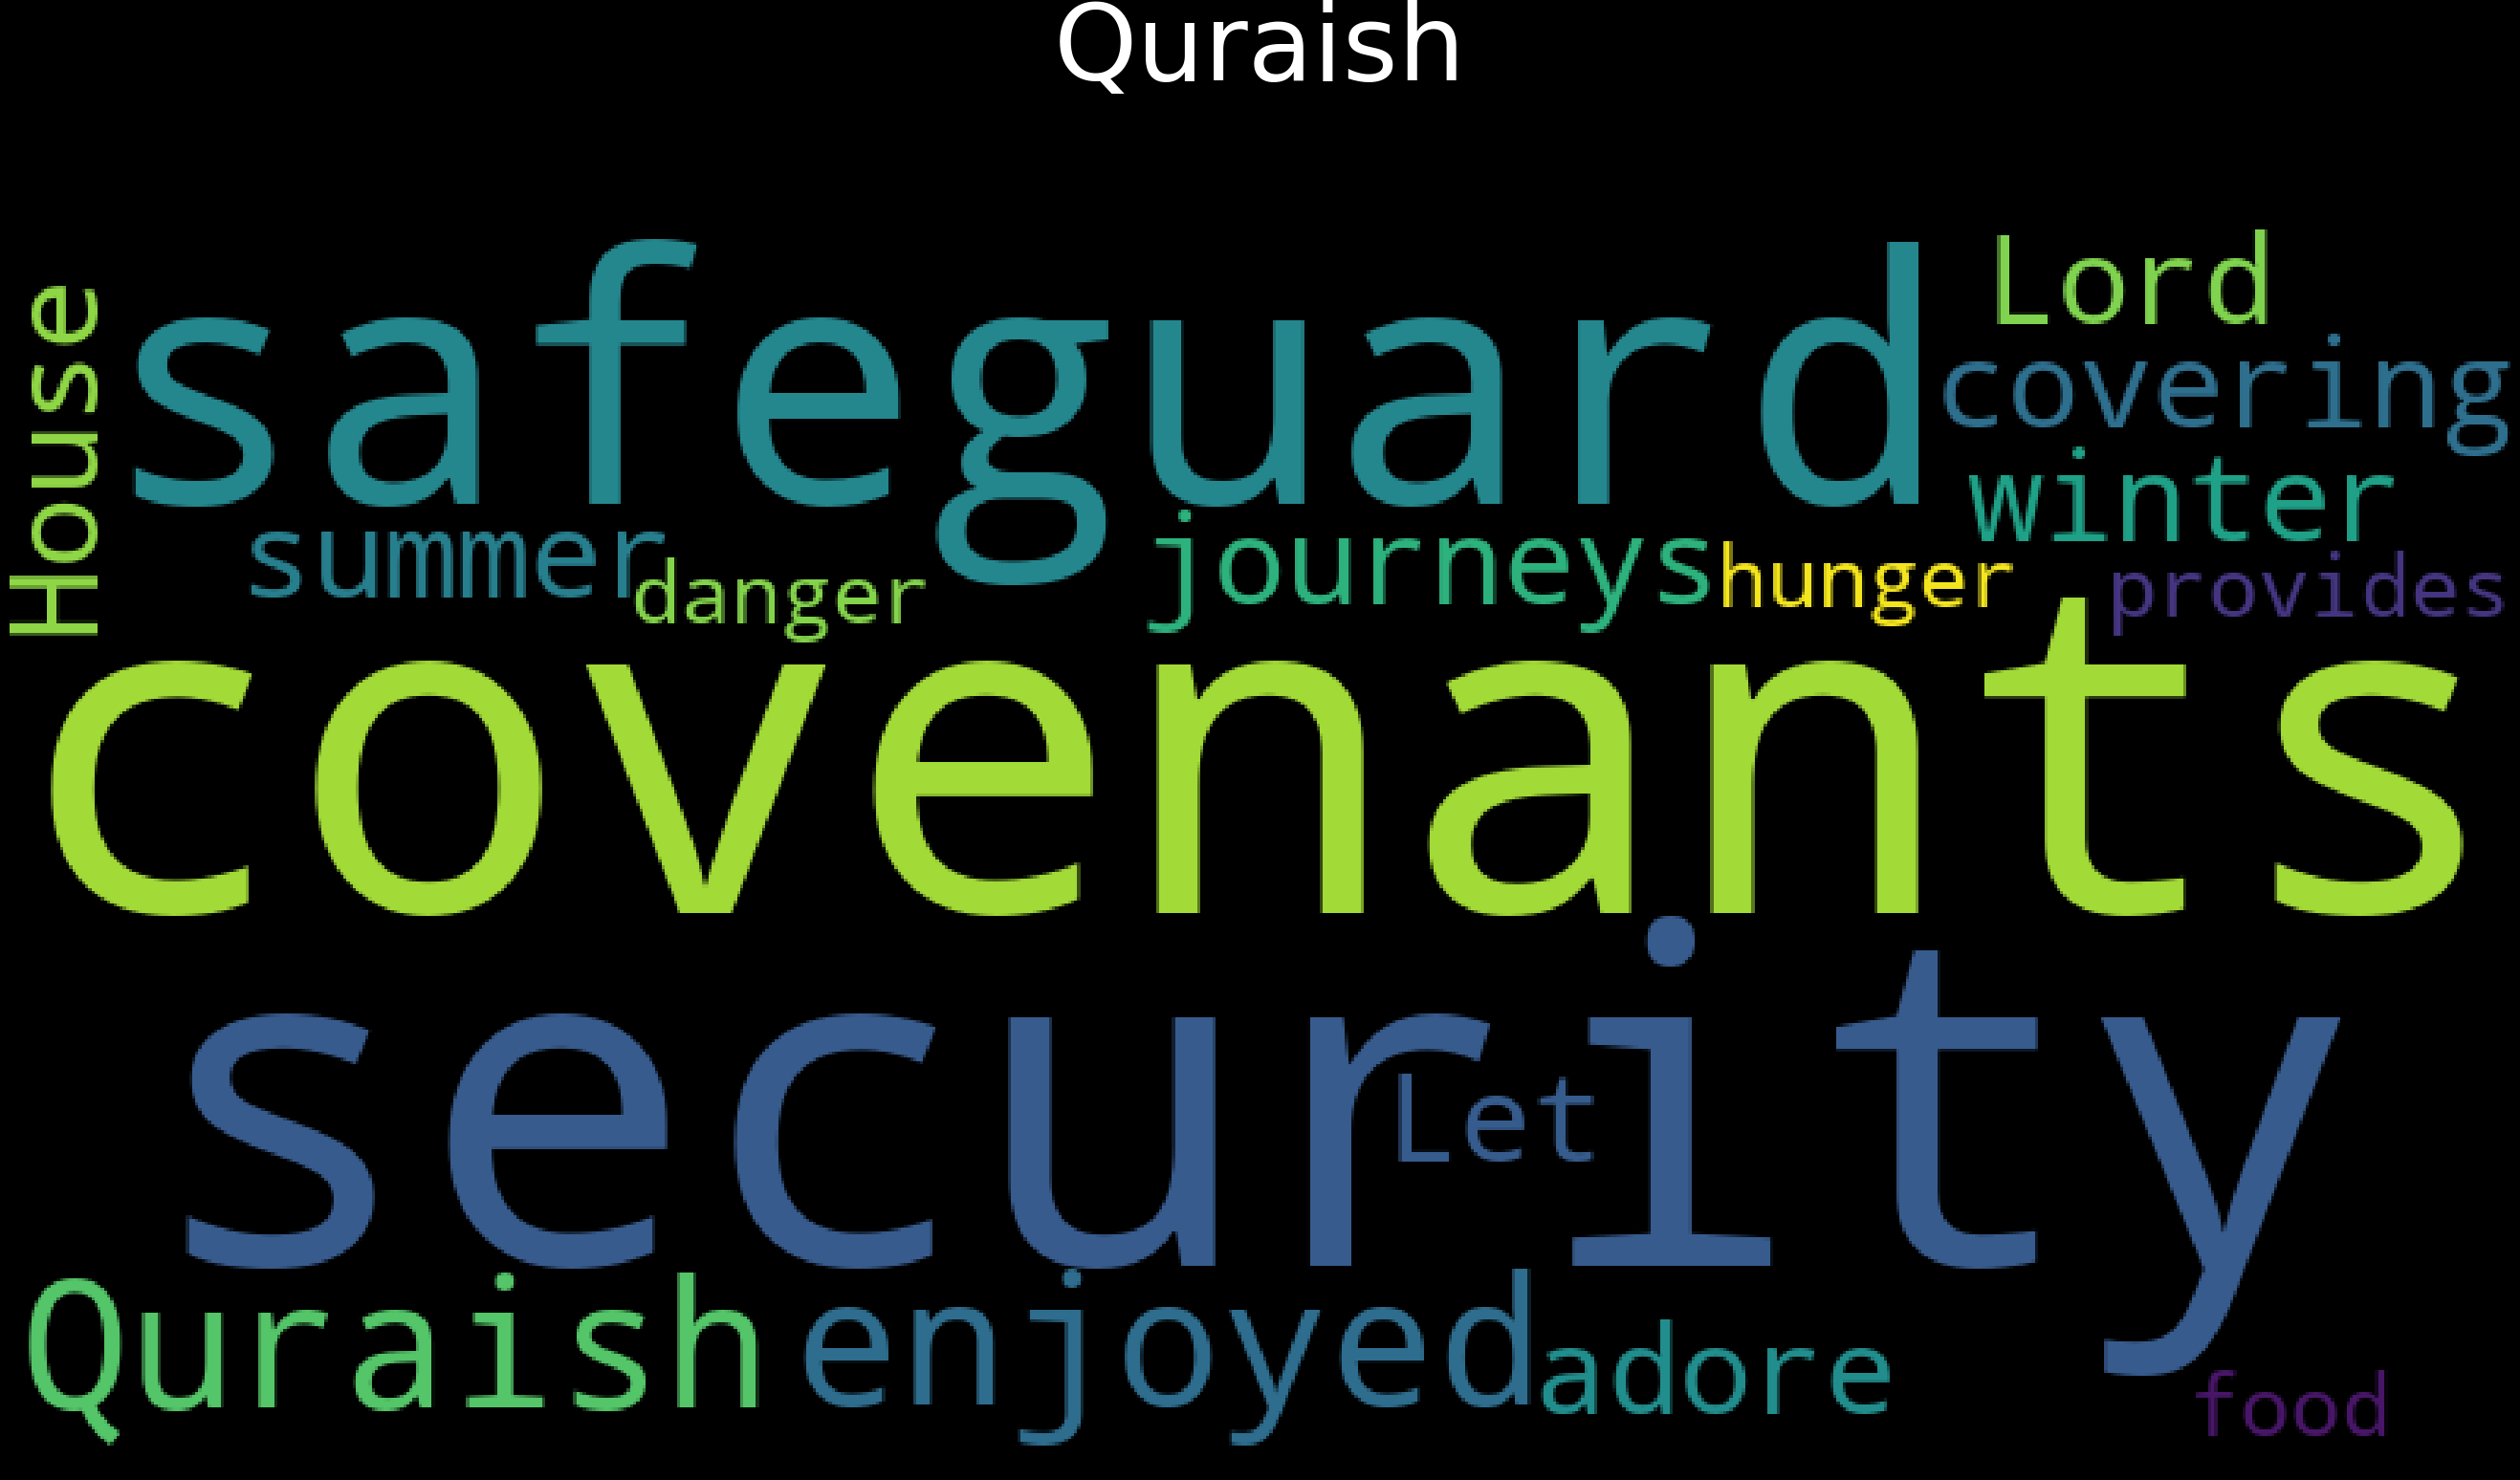 Quraish
safeguard
Lord
House
covering
winter
summer
danger
journeys
hunger
provides
covenants
security
Let
Quraish
enjoyed
adore
food